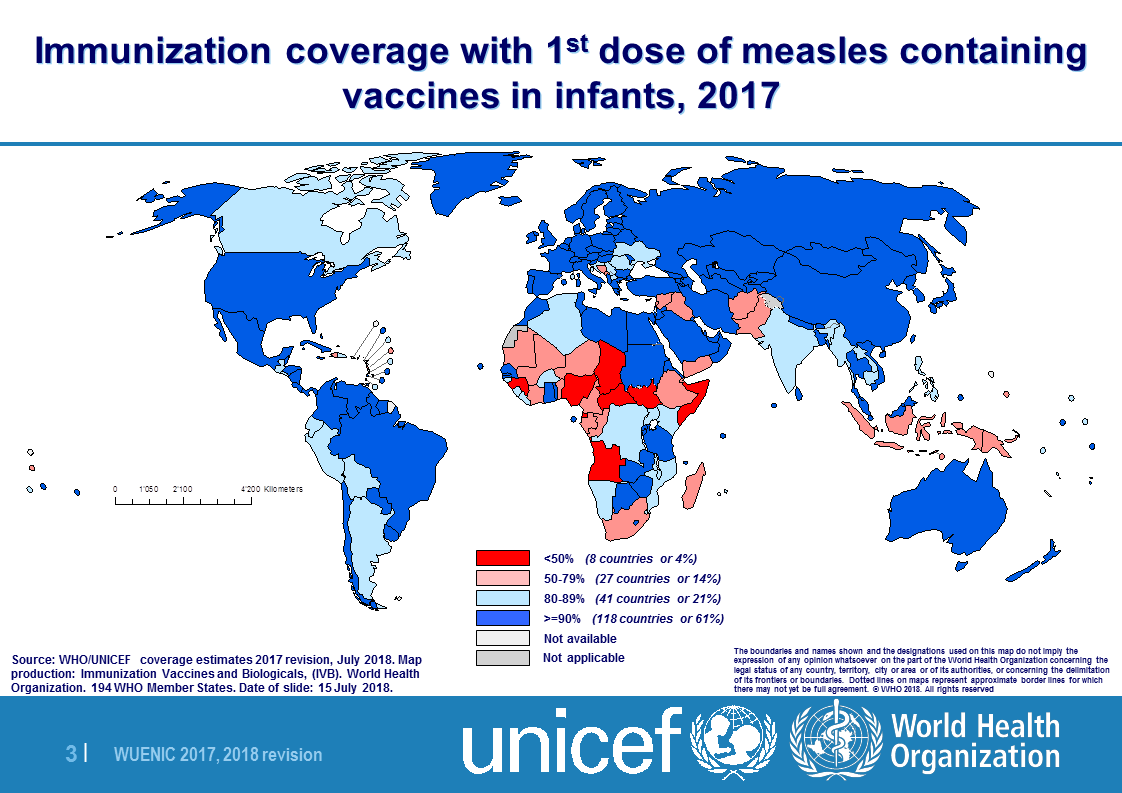 Immunization coverage with 1st dose of measles containing
vaccines in infants, 2017
0 1'050 2'100 4'200 Kilometers
<50% (8 countries or 4%)
50-79% (27 countries or 14%)
80-89% (41 countries or 21%)
>=90% (118 countries or 61%)
Not available
Not applicable
Source: WHO/UNICEF coverage estimates 2017 revision, July 2018. Map
production: Immunization Vaccines and Biologicals, (IVB). World Health
Organization. 194 WHO Member States. Date of slide: 15 July 2018.
The boundaries and names shown and the designations used on this map do not imply the
expression of any opinion whatsoever on the part of the World Health Organization concerning the
legal status of any country, territory, city or area or of its authorities, or concerning the delimitation
of its frontiers or boundaries. Dotted lines on maps represent approximate border lines for which
there may not yet be full agreement. © WHO 2018. All rights reserved
3 | WUENIC 2017, 2018 revision
unicef
World Health
Organization